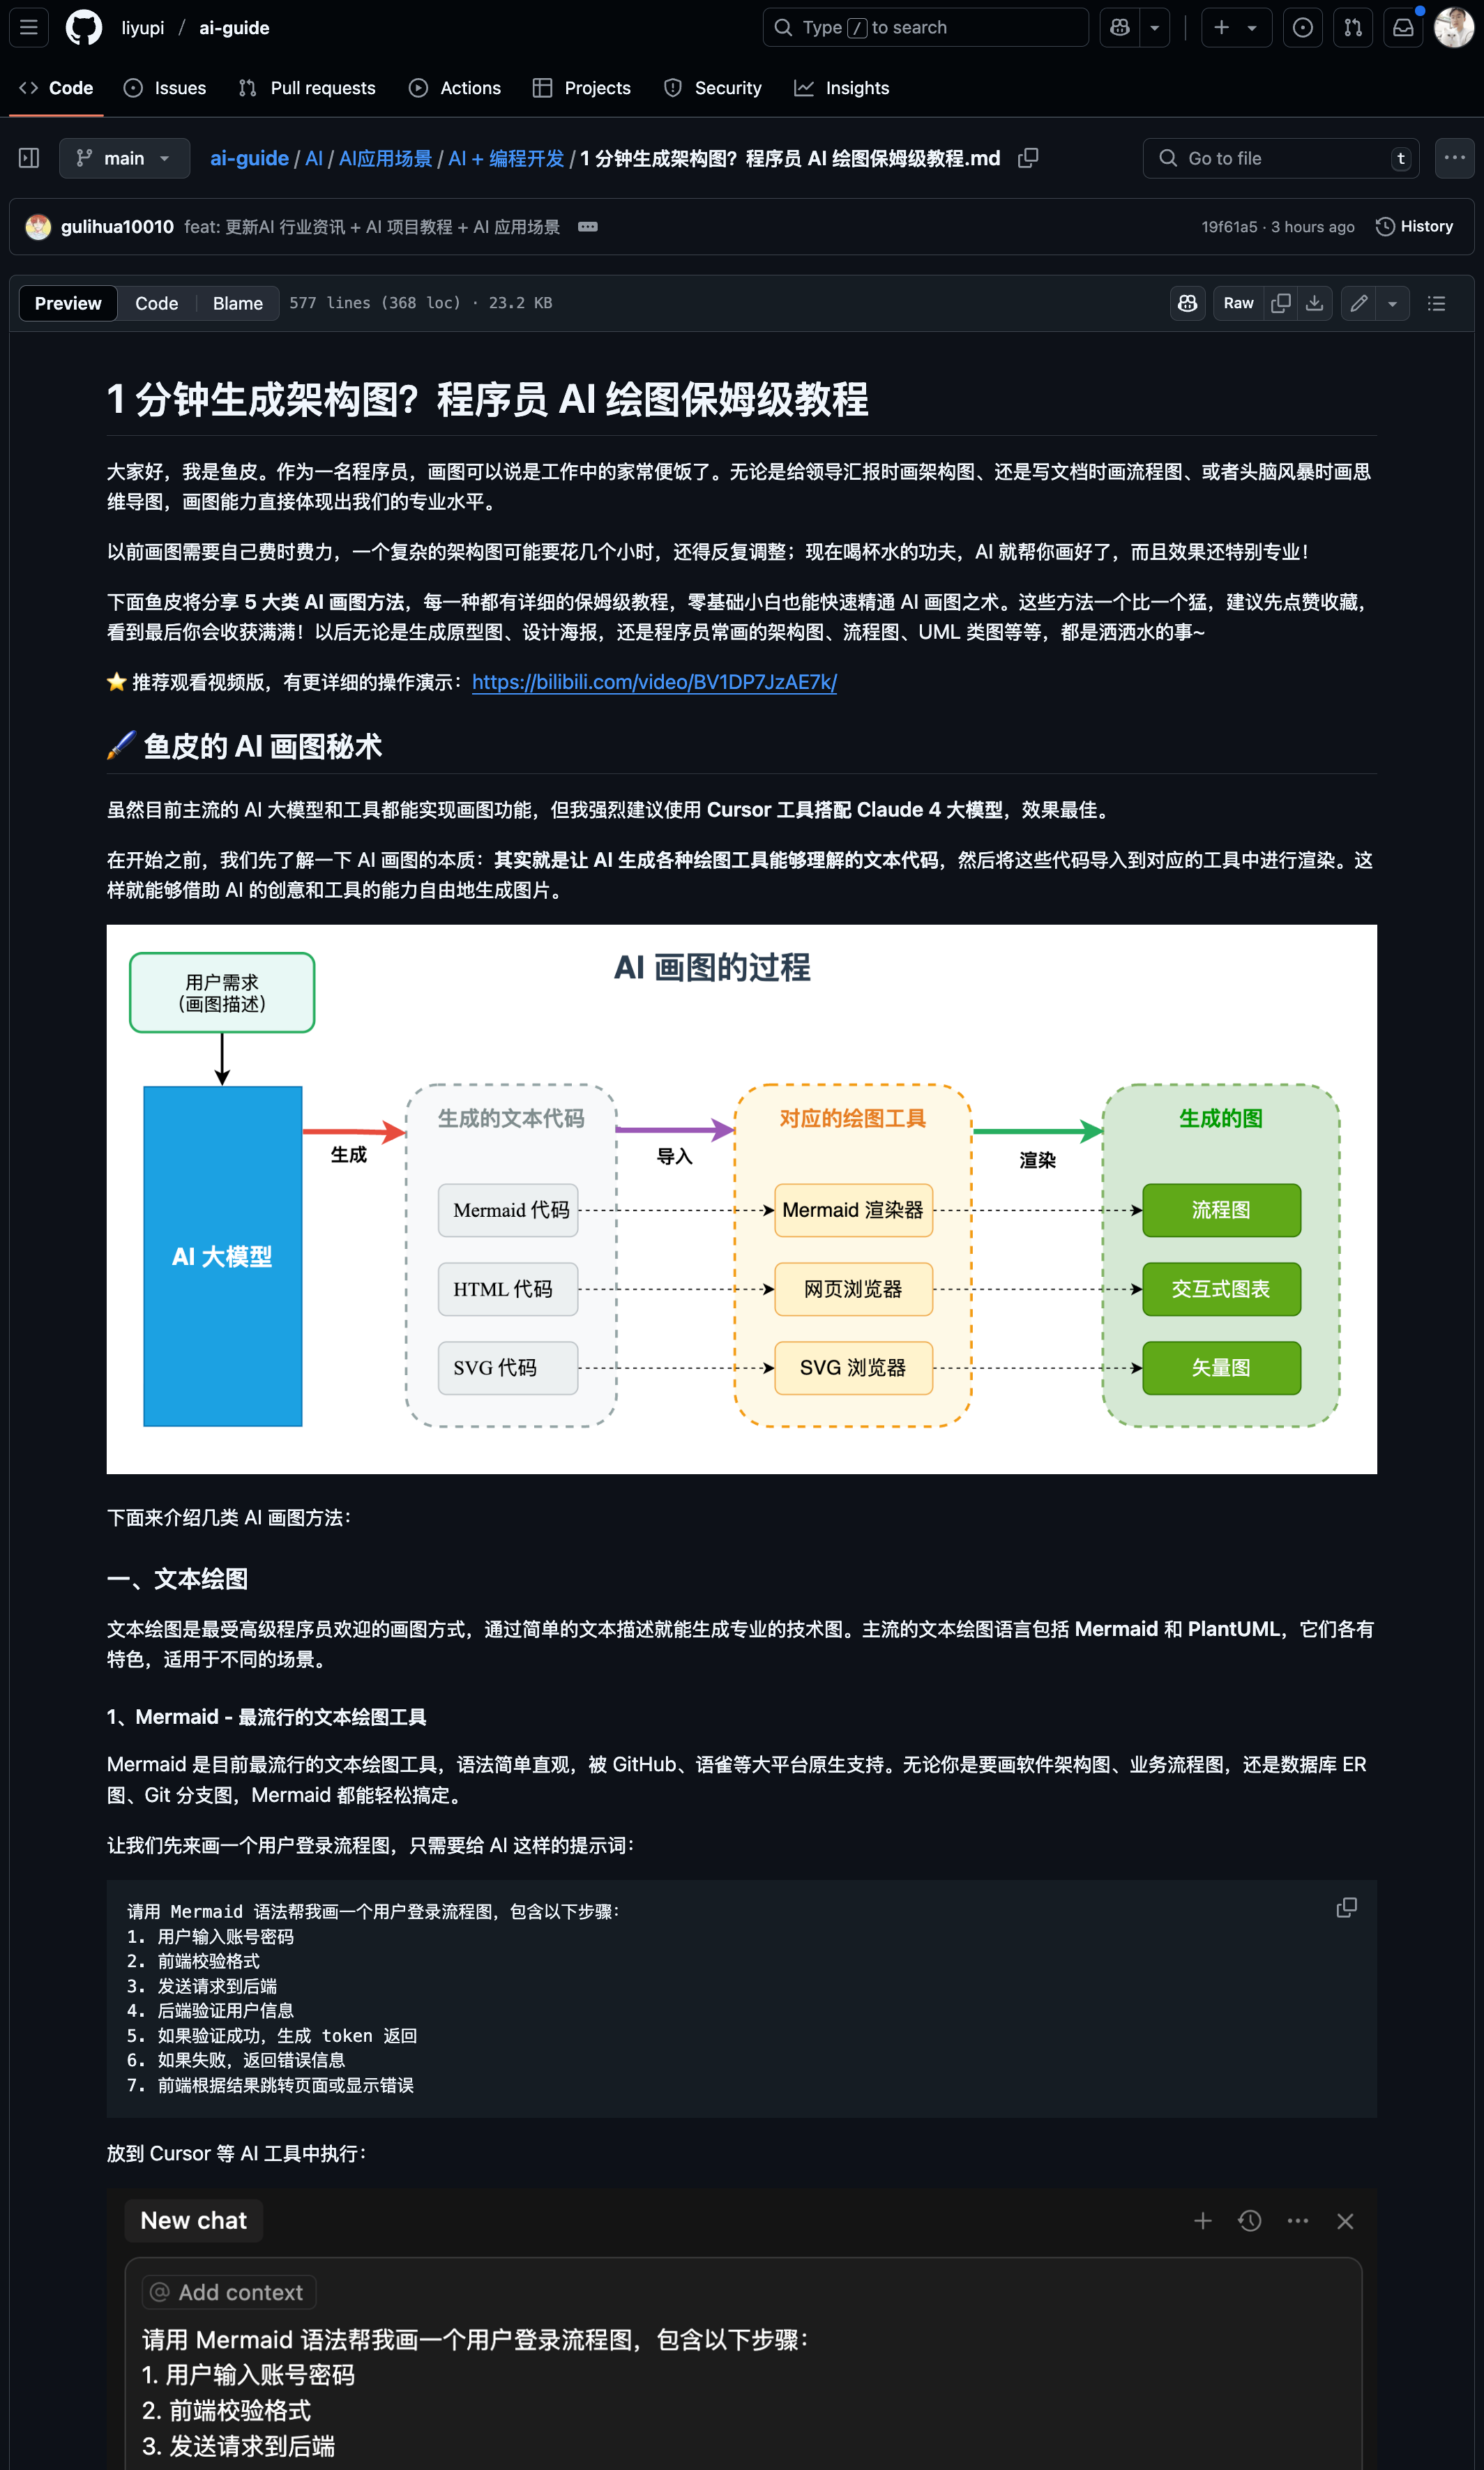 liyupi / ai-guide
Type / to search
Code
Issues
Pull requests
Actions
Projects
Security
Insights
main
ai-guide / AI / AI应用场景 / AI + 编程开发 / 1 分钟生成架构图？程序员 AI 绘图保姆级教程.md
Go to file
t
gulihua10010 feat: 更新AI 行业资讯 + AI 项目教程 + AI 应用场景
19f61a5 · 3 hours ago
History
Preview
Code
Blame
577 lines (368 loc) · 23.2 KB
Raw
1 分钟生成架构图？程序员 AI 绘图保姆级教程
大家好，我是鱼皮。作为一名程序员，画图可以说是工作中的家常便饭了。无论是给领导汇报时画架构图、还是写文档时画流程图、或者头脑风暴时画思
维导图，画图能力直接体现出我们的专业水平。
以前画图需要自己费时费力，一个复杂的架构图可能要花几个小时，还得反复调整；现在喝杯水的功夫，AI 就帮你画好了，而且效果还特别专业！
下面鱼皮将分享 5 大类 AI 画图方法，每一种都有详细的保姆级教程，零基础小白也能快速精通 AI 画图之术。这些方法一个比一个猛，建议先点赞收藏，
看到最后你会收获满满！以后无论是生成原型图、设计海报，还是程序员常画的架构图、流程图、UML 类图等等，都是洒洒水的事~
⭐ 推荐观看视频版，有更详细的操作演示：https://bilibili.com/video/BV1DP7JzAE7k/
🖌️ 鱼皮的 AI 画图秘术
虽然目前主流的 AI 大模型和工具都能实现画图功能，但我强烈建议使用 Cursor 工具搭配 Claude 4 大模型，效果最佳。
在开始之前，我们先了解一下 AI 画图的本质：其实就是让 AI 生成各种绘图工具能够理解的文本代码，然后将这些代码导入到对应的工具中进行渲染。这
样就能够借助 AI 的创意和工具的能力自由地生成图片。
AI 画图的过程
用户需求
（画图描述）
AI 大模型
生成
生成的文本代码
Mermaid 代码
HTML 代码
SVG 代码
导入
对应的绘图工具
Mermaid 渲染器
网页浏览器
SVG 浏览器
渲染
生成的图
流程图
交互式图表
矢量图
下面来介绍几类 AI 画图方法：
一、文本绘图
文本绘图是最受高级程序员欢迎的画图方式，通过简单的文本描述就能生成专业的技术图。主流的文本绘图语言包括 Mermaid 和 PlantUML，它们各有
特色，适用于不同的场景。
1、Mermaid - 最流行的文本绘图工具
Mermaid 是目前最流行的文本绘图工具，语法简单直观，被 GitHub、语雀等大平台原生支持。无论你是要画软件架构图、业务流程图，还是数据库 ER
图、Git 分支图，Mermaid 都能轻松搞定。
让我们先来画一个用户登录流程图，只需要给 AI 这样的提示词：
请用 Mermaid 语法帮我画一个用户登录流程图，包含以下步骤：
1. 用户输入账号密码
2. 前端校验格式
3. 发送请求到后端
4. 后端验证用户信息
5. 如果验证成功，生成 token 返回
6. 如果失败，返回错误信息
7. 前端根据结果跳转页面或显示错误
放到 Cursor 等 AI 工具中执行：
New chat
@ Add context
请用 Mermaid 语法帮我画一个用户登录流程图，包含以下步骤：
1. 用户输入账号密码
2. 前端校验格式
3. 发送请求到后端